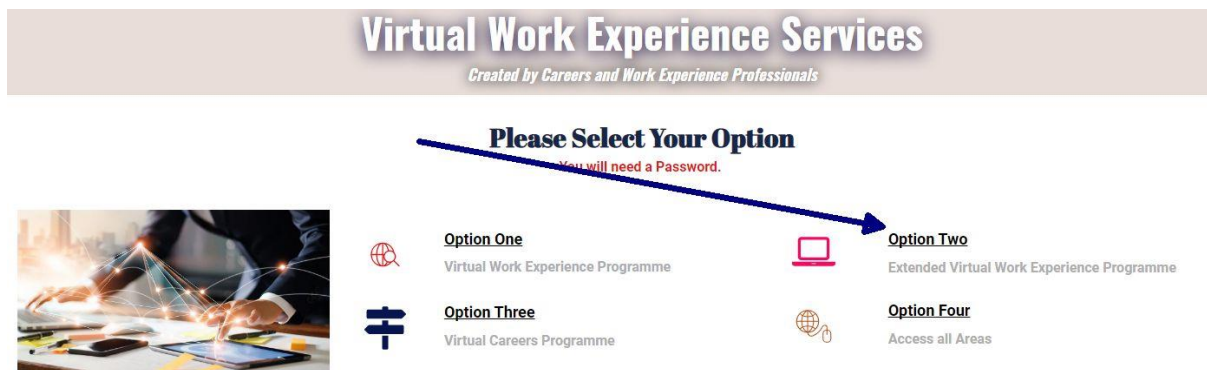 Virtual Work Experience Services
Created by Careers and Work Experience Professionals
Please Select Your Option
You will need a Password.
Option One
Virtual Work Experience Programme
Option Two
Extended Virtual Work Experience Programme
Option Three
Virtual Careers Programme
Option Four
Access all Areas